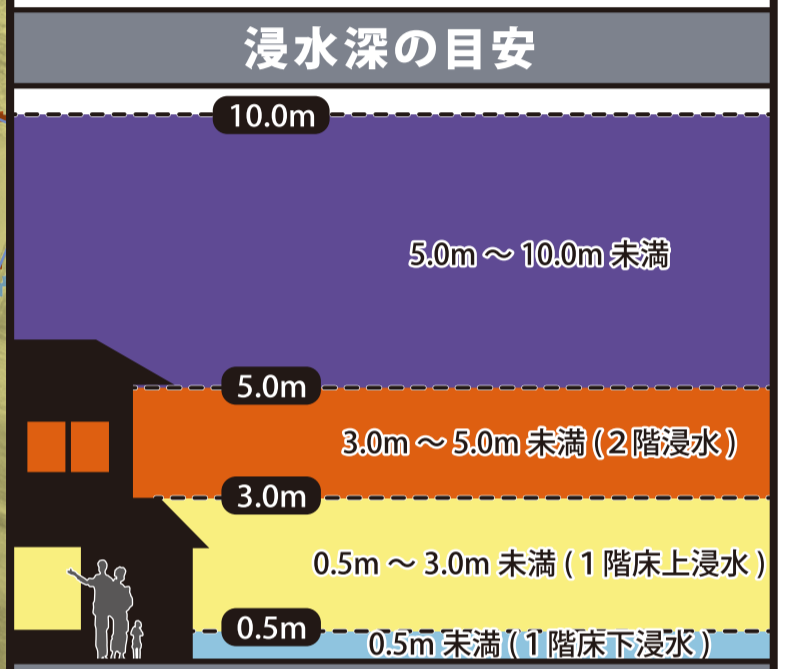 浸水深の目安
10.0m
5.0m ～ 10.0m 未満
5.0m
3.0m ～ 5.0m 未満 ( ２階浸水 )
3.0m
0.5m ～ 3.0m 未満 ( １階床上浸水 )
0.5m
0.5m 未満 ( １階床下浸水 )